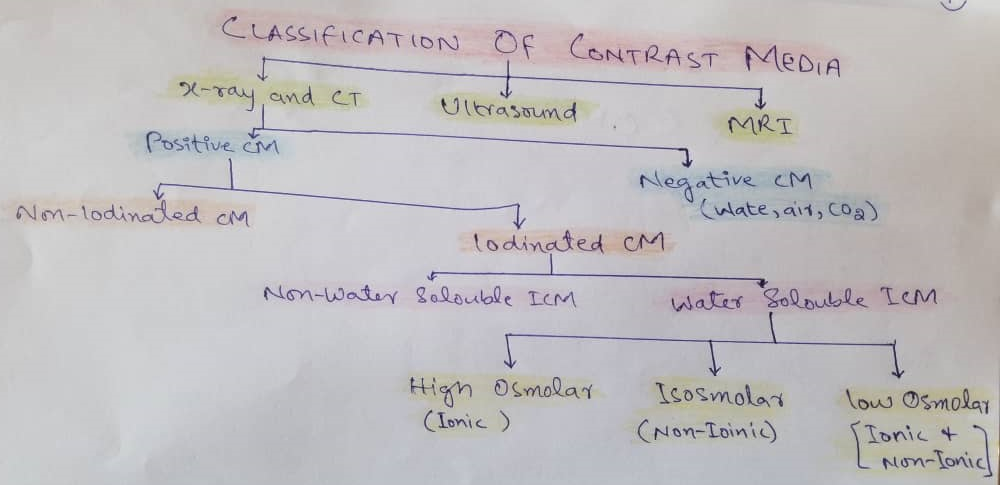 CLASSIFICATION OF CONTRAST MEDIA
X-ray and CT
Ultrasound
MRI
Positive CM
Negative CM
(Wate, air, CO2)
Non-Iodinated CM
Iodinated CM
Non-Water Solouble ICM
Water Solouble ICM
High Osmolar
(Ionic)
Isosmolar
(Non-Ioinic)
low Osmolar
[Ionic +
Non-Ionic]